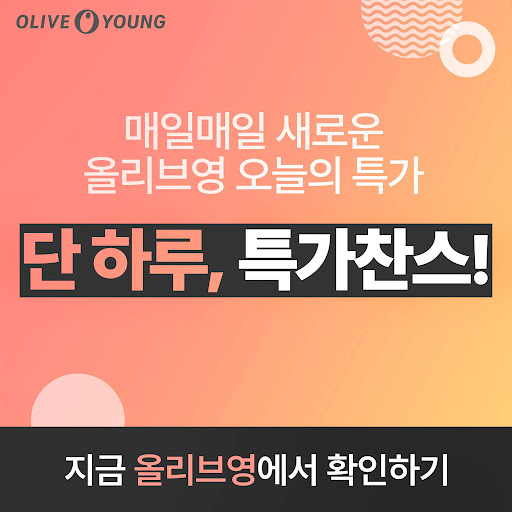 OLIVE YOUNG
매일매일 새로운
올리브영 오늘의 특가
단 하루, 특가찬스!
지금 올리브영에서 확인하기